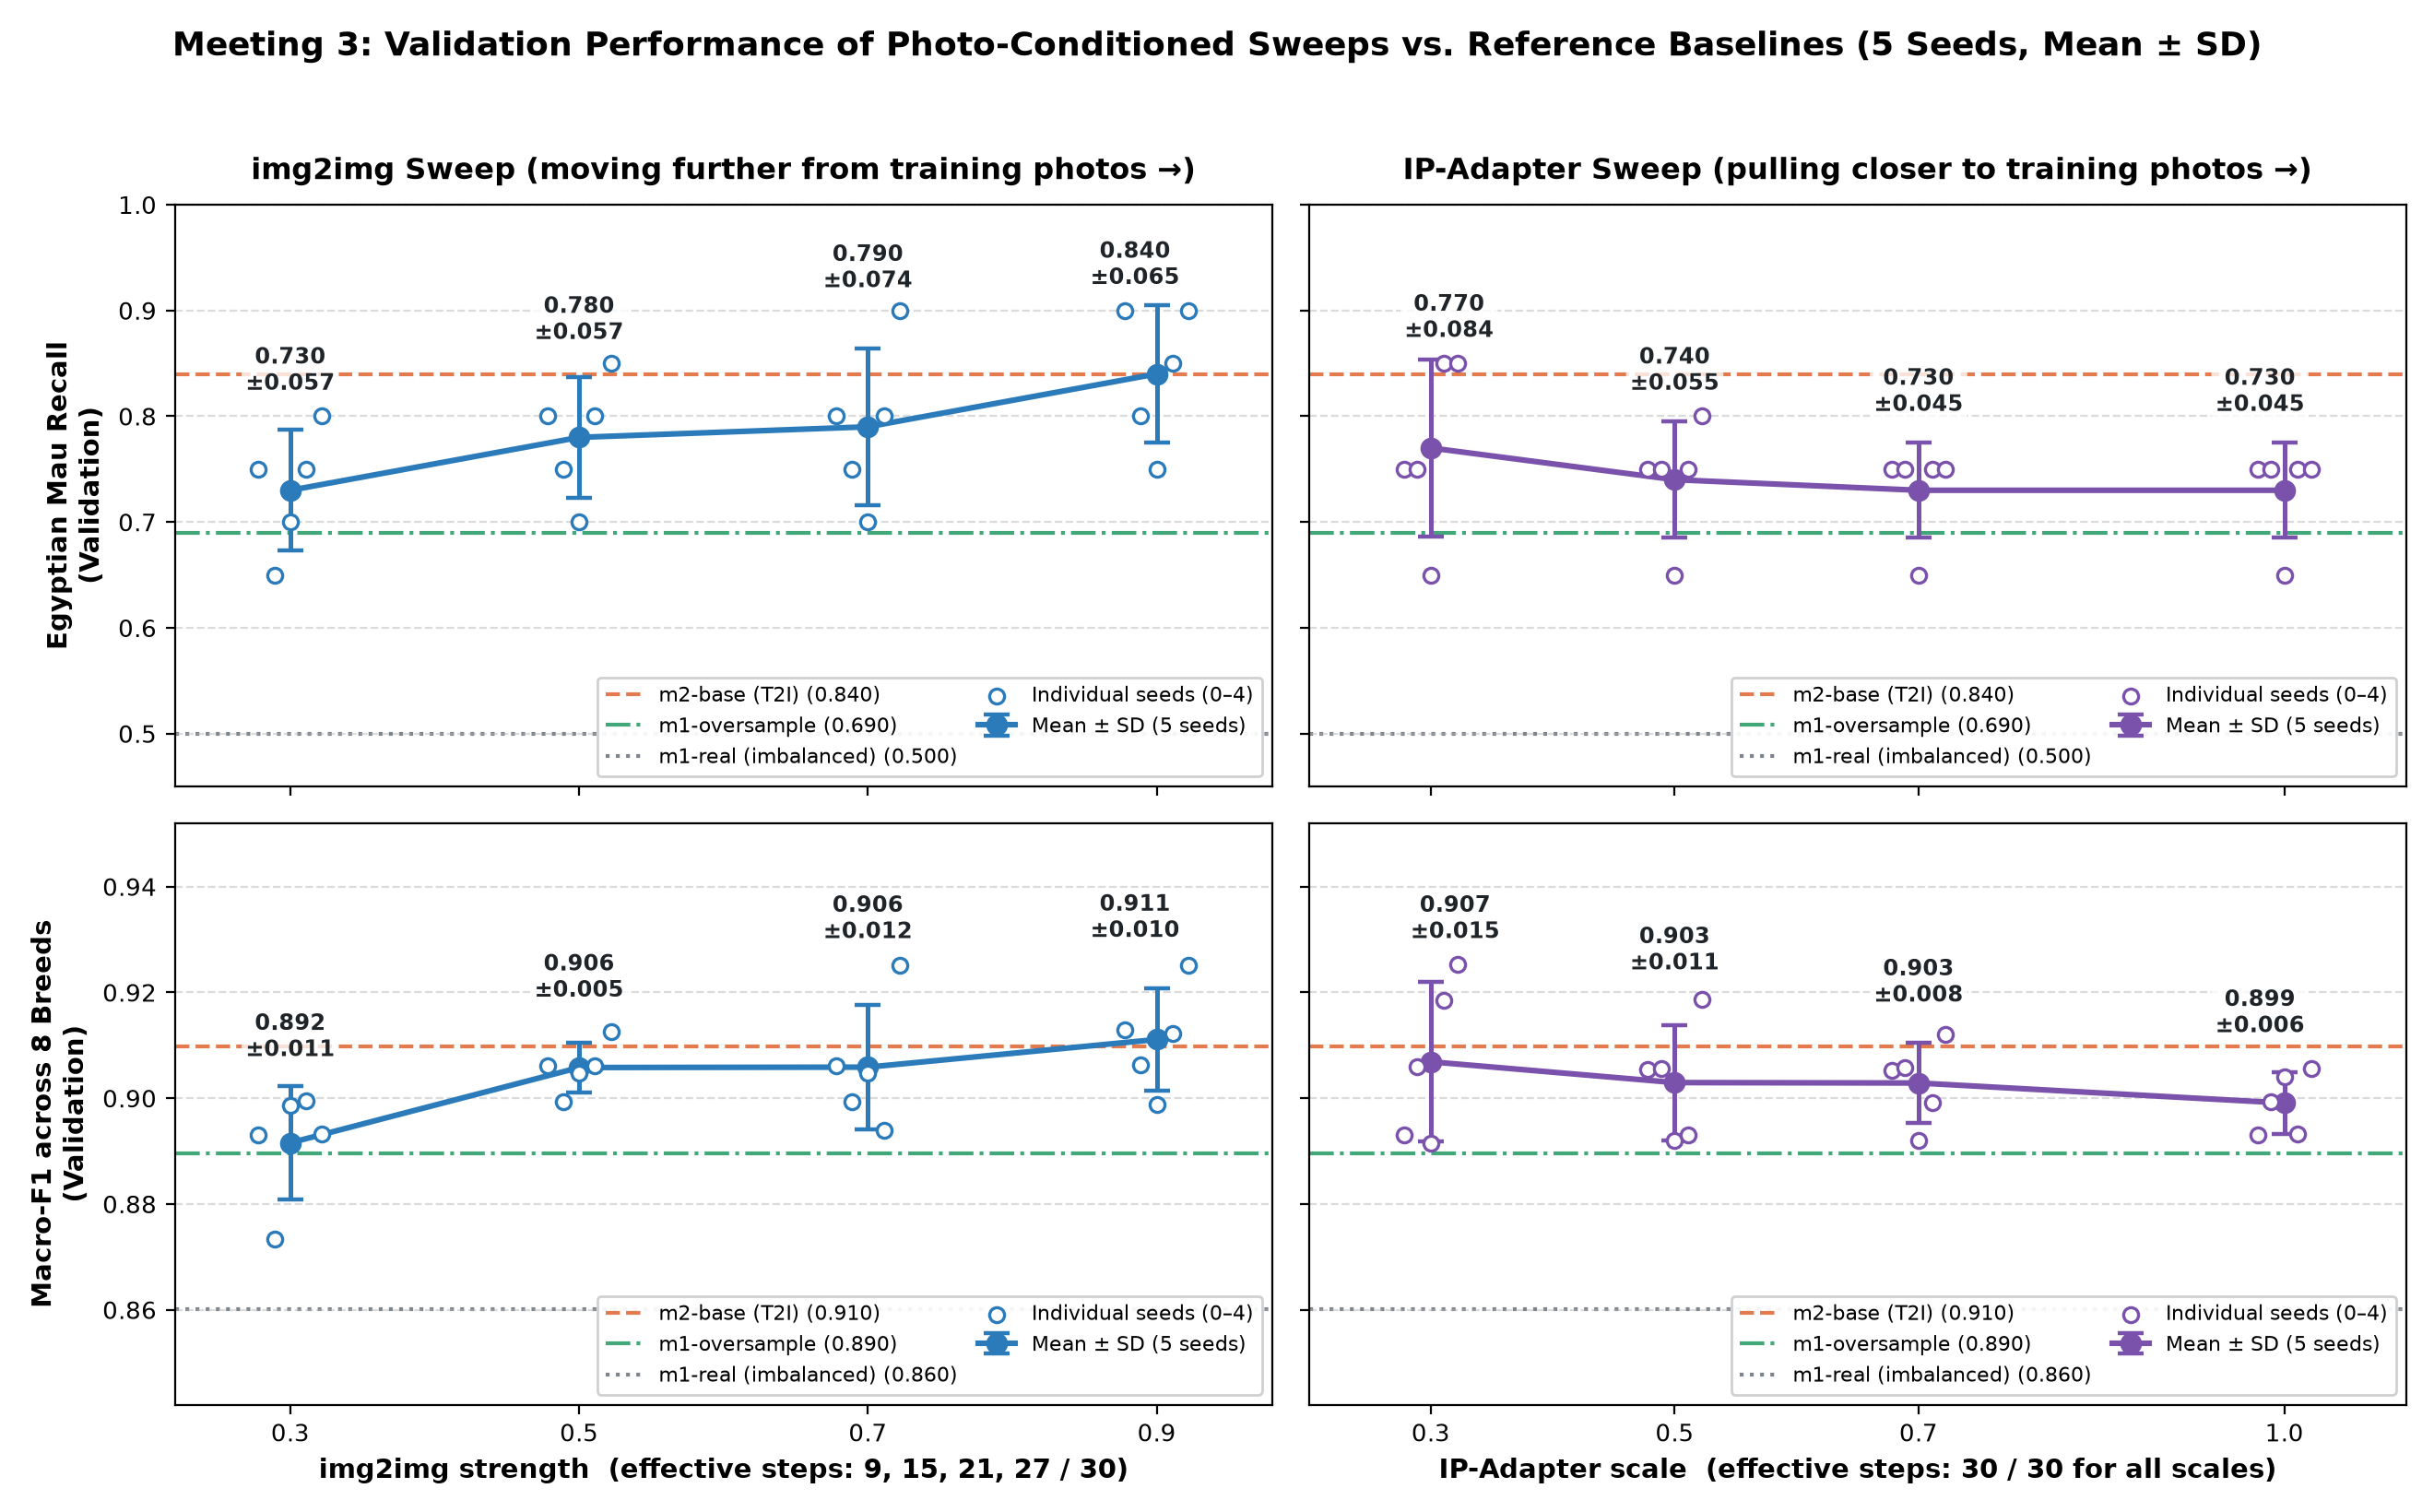 Meeting 3: Validation Performance of Photo-Conditioned Sweeps vs. Reference Baselines (5 Seeds, Mean ± SD)
img2img Sweep (moving further from training photos →)
Egyptian Mau Recall
(Validation)
1.0
0.9
0.8
0.7
0.6
0.5
0.730
±0.057
0.780
±0.057
0.790
±0.074
0.840
±0.065
m2-base (T2I) (0.840)
m1-oversample (0.690)
m1-real (imbalanced) (0.500)
Individual seeds (0–4)
Mean ± SD (5 seeds)
IP-Adapter Sweep (pulling closer to training photos →)
0.770
±0.084
0.740
±0.055
0.730
±0.045
0.730
±0.045
m2-base (T2I) (0.840)
m1-oversample (0.690)
m1-real (imbalanced) (0.500)
Individual seeds (0–4)
Mean ± SD (5 seeds)
Macro-F1 across 8 Breeds
(Validation)
0.94
0.92
0.90
0.88
0.86
0.892
±0.011
0.906
±0.005
0.906
±0.012
0.911
±0.010
m2-base (T2I) (0.910)
m1-oversample (0.890)
m1-real (imbalanced) (0.860)
Individual seeds (0–4)
Mean ± SD (5 seeds)
0.3
0.5
0.7
0.9
img2img strength  (effective steps: 9, 15, 21, 27 / 30)
0.907
±0.015
0.903
±0.011
0.903
±0.008
0.899
±0.006
m2-base (T2I) (0.910)
m1-oversample (0.890)
m1-real (imbalanced) (0.860)
Individual seeds (0–4)
Mean ± SD (5 seeds)
0.3
0.5
0.7
1.0
IP-Adapter scale  (effective steps: 30 / 30 for all scales)